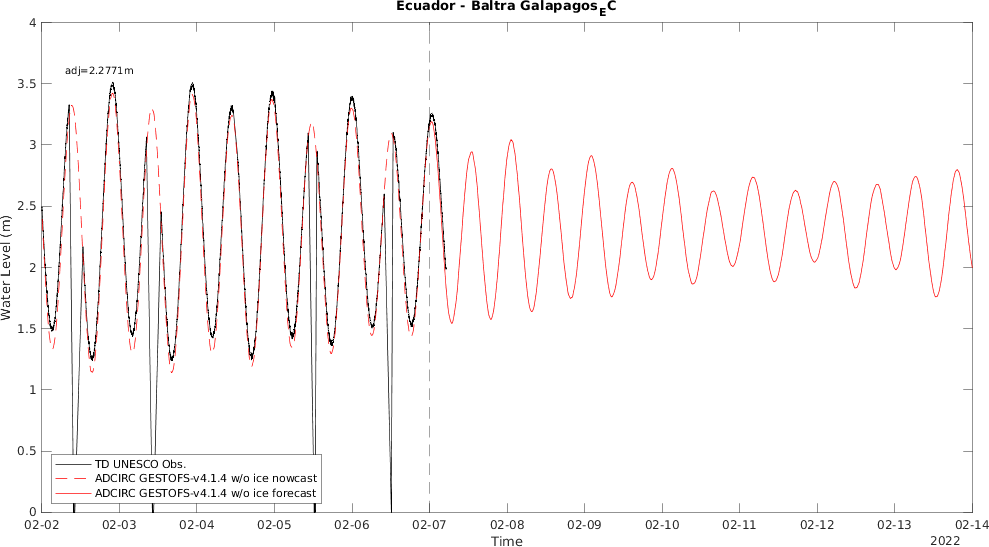 Ecuador - Baltra Galapagos_EC
4
adj=2.2771m
3.5
3
2.5
2
1.5
1
0.5
0
Water Level (m)
TD UNESCO Obs.
ADCIRC GESTOFS-v4.1.4 w/o ice nowcast
ADCIRC GESTOFS-v4.1.4 w/o ice forecast
02-02 02-03 02-04 02-05 02-06 02-07 02-08 02-09 02-10 02-11 02-12 02-13 02-14
Time
2022